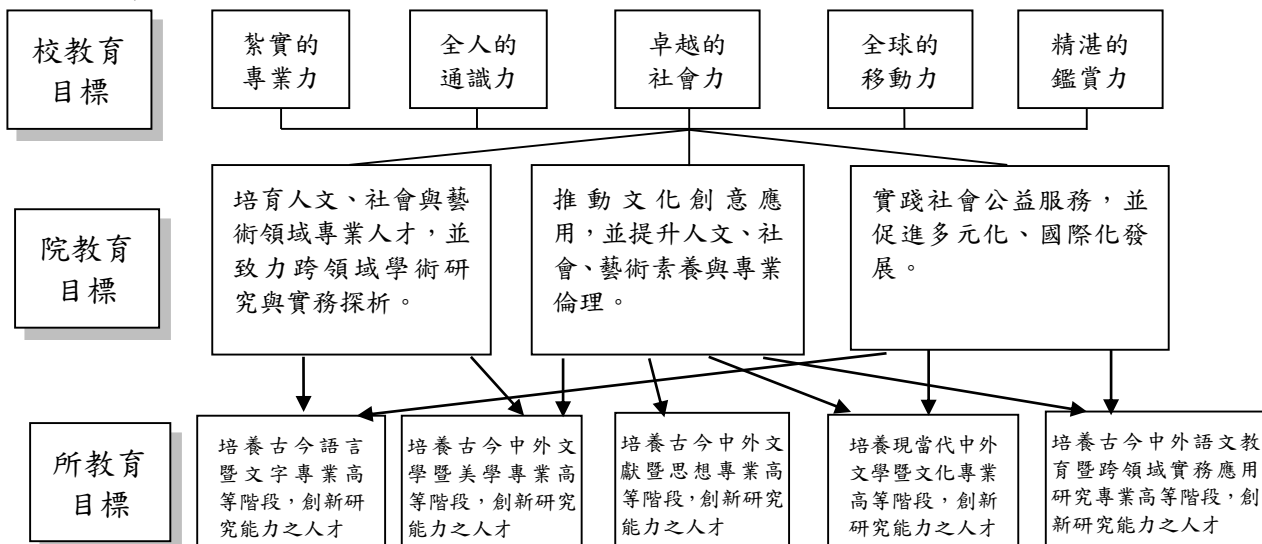 校教育
目標
紮實的
專業力
全人的
通識力
卓越的
社會力
全球的
移動力
精湛的
鑑賞力
院教育
目標
培育人文、社會與藝
術領域專業人才，並
致力跨領域學術研
究與實務探析。
推動文化創意應
用，並提升人文、社
會、藝術素養與專業
倫理。
實踐社會公益服務，並
促進多元化、國際化發
展。
所教育
目標
培養古今語言
暨文字專業高
等階段，創新研
究能力之人才
培養古今中外文
學暨美學專業高
等階段，創新研究
能力之人才
培養古今中外文
獻暨思想專業高
等階段，創新研究
能力之人才
培養現當代中外
文學暨文化專業
高等階段，創新
研究能力之人才
培養古今中外語文教
育暨跨領域實務應用
研究專業高等階段，創
新研究能力之人才